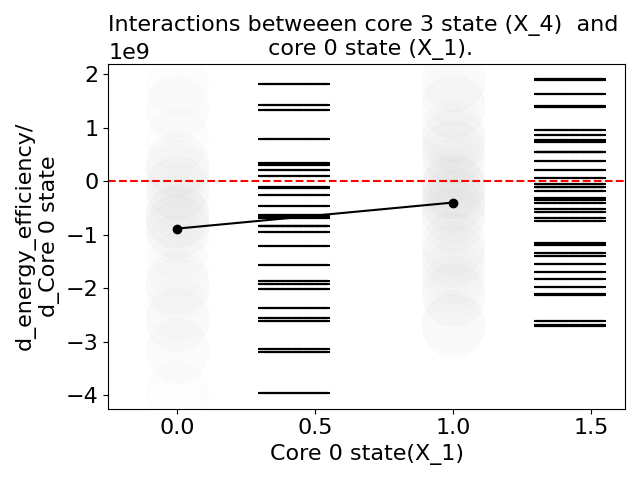 Interactions betweeen core 3 state (X_4)  and
core 0 state (X_1).
1e9
2
1
0
−1
−2
−3
−4
d_energy_efficiency/
d_Core 0 state
0.0
0.5
1.0
1.5
Core 0 state(X_1)